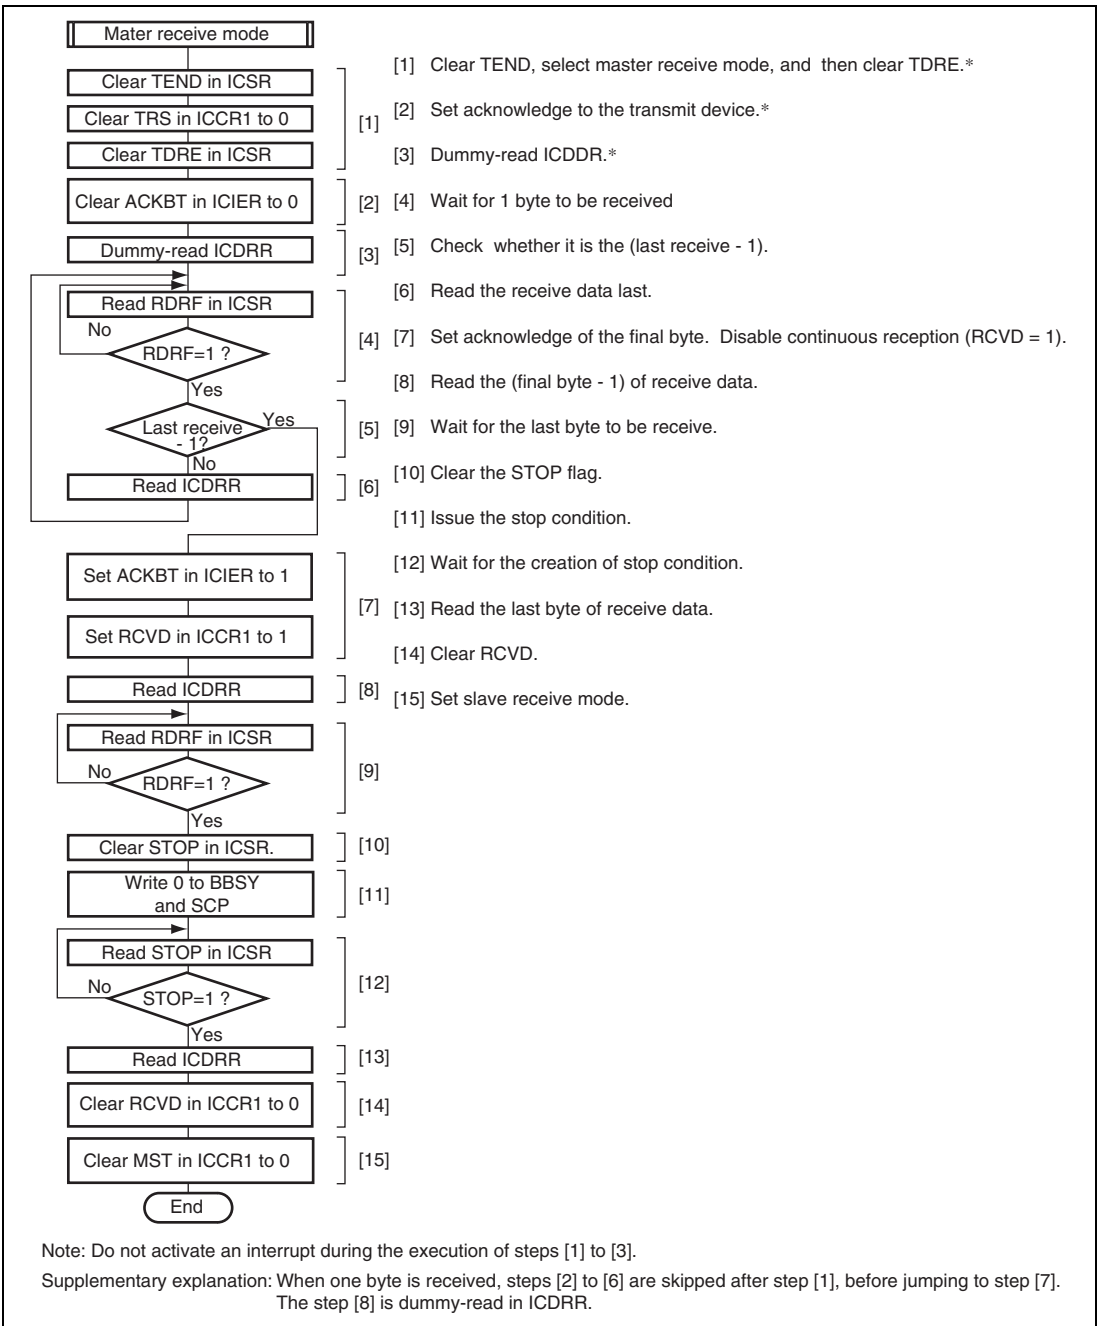 Mater receive mode
Clear TEND in ICSR
Clear TRS in ICCR1 to 0
Clear TDRE in ICSR
[1]
Clear ACKBT in ICIER to 0
[2]
Dummy-read ICDRR
[3]
Read RDRF in ICSR
No
RDRF=1 ?
[4]
Yes
Last receive
- 1?
Yes
[5]
No
Read ICDRR
[6]
Set ACKBT in ICIER to 1
[7]
Set RCVD in ICCR1 to 1
Read ICDRR
[8]
Read RDRF in ICSR
No
RDRF=1 ?
[9]
Yes
Clear STOP in ICSR.
[10]
Write 0 to BBSY
and SCP
[11]
Read STOP in ICSR
No
STOP=1 ?
[12]
Yes
Read ICDRR
[13]
Clear RCVD in ICCR1 to 0
[14]
Clear MST in ICCR1 to 0
[15]
End
[1] Clear TEND, select master receive mode, and then clear TDRE.*
[2] Set acknowledge to the transmit device.*
[3] Dummy-read ICDDR.*
[4] Wait for 1 byte to be received
[5] Check whether it is the (last receive - 1).
[6] Read the receive data last.
[7] Set acknowledge of the final byte. Disable continuous reception (RCVD = 1).
[8] Read the (final byte - 1) of receive data.
[9] Wait for the last byte to be receive.
[10] Clear the STOP flag.
[11] Issue the stop condition.
[12] Wait for the creation of stop condition.
[13] Read the last byte of receive data.
[14] Clear RCVD.
[15] Set slave receive mode.
Note: Do not activate an interrupt during the execution of steps [1] to [3].
Supplementary explanation: When one byte is received, steps [2] to [6] are skipped after step [1], before jumping to step [7].
The step [8] is dummy-read in ICDRR.